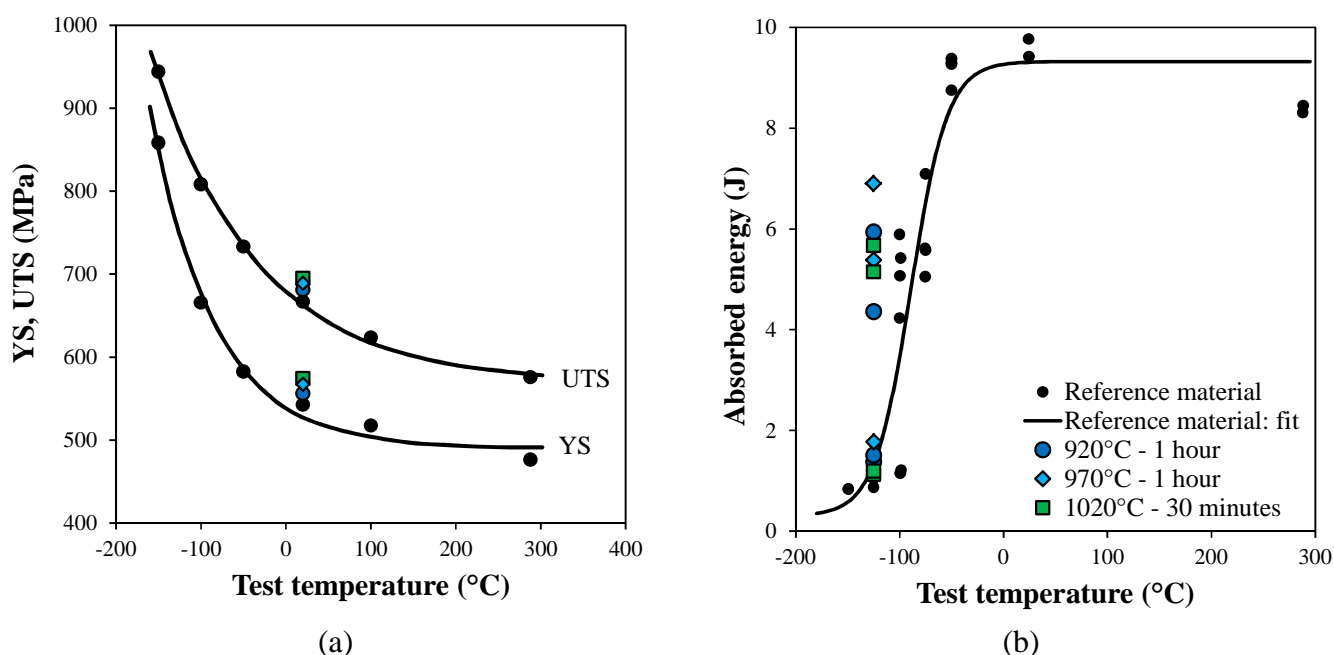 1000
900
800
700
600
500
400
-200
-100
0
100
200
300
400
YS, UTS (MPa)
Test temperature (°C)
UTS
YS
(a)
10
8
6
4
2
0
-200
-100
0
100
200
300
Absorbed energy (J)
Test temperature (°C)
Reference material
Reference material: fit
920°C - 1 hour
970°C - 1 hour
1020°C - 30 minutes
(b)